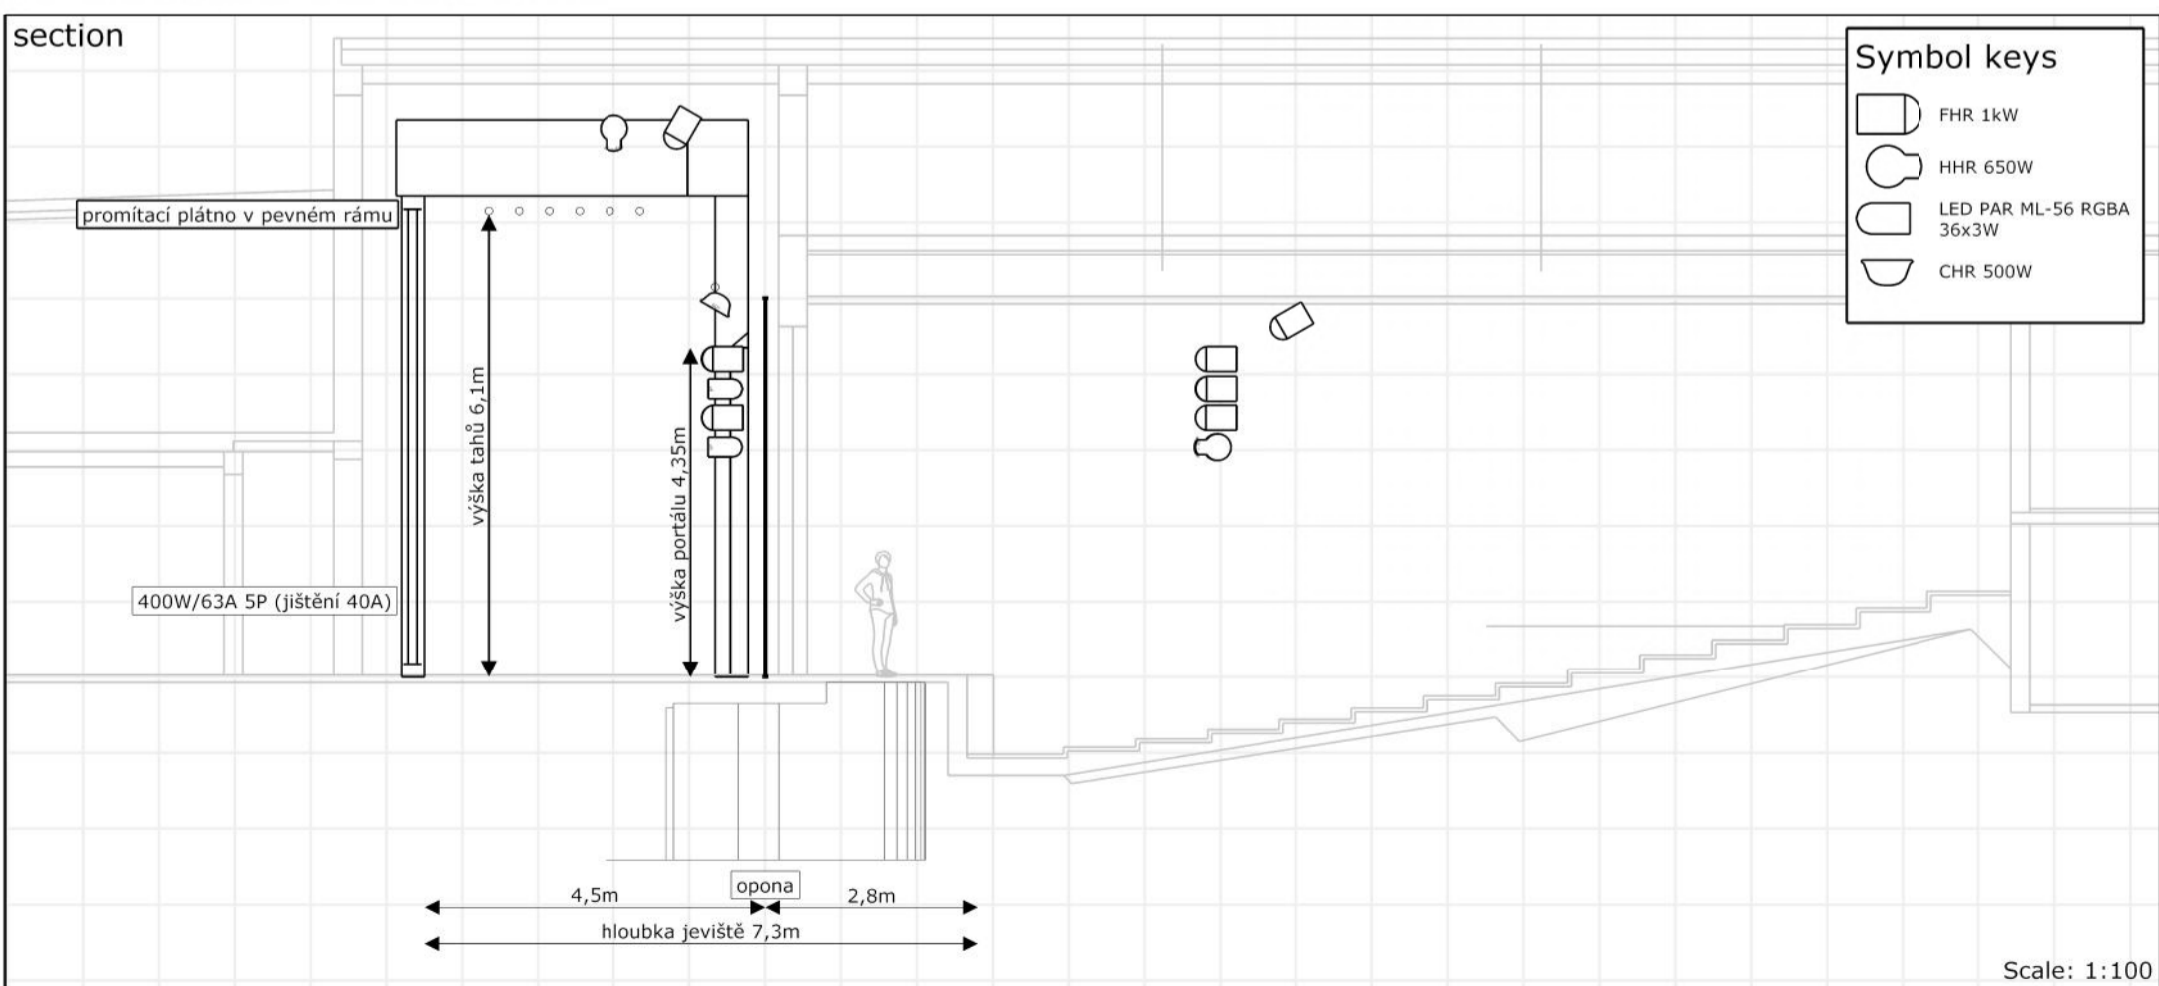 section
Symbol keys
FHR 1kW
HHR 650W
LED PAR ML-56 RGBA
36x3W
CHR 500W
promítací plátno v pevném rámu
výška tahů 6,1m
výška portálu 4,35m
400W/63A 5P (jištění 40A)
opona
4,5m
2,8m
hloubka jeviště 7,3m
Scale: 1:100